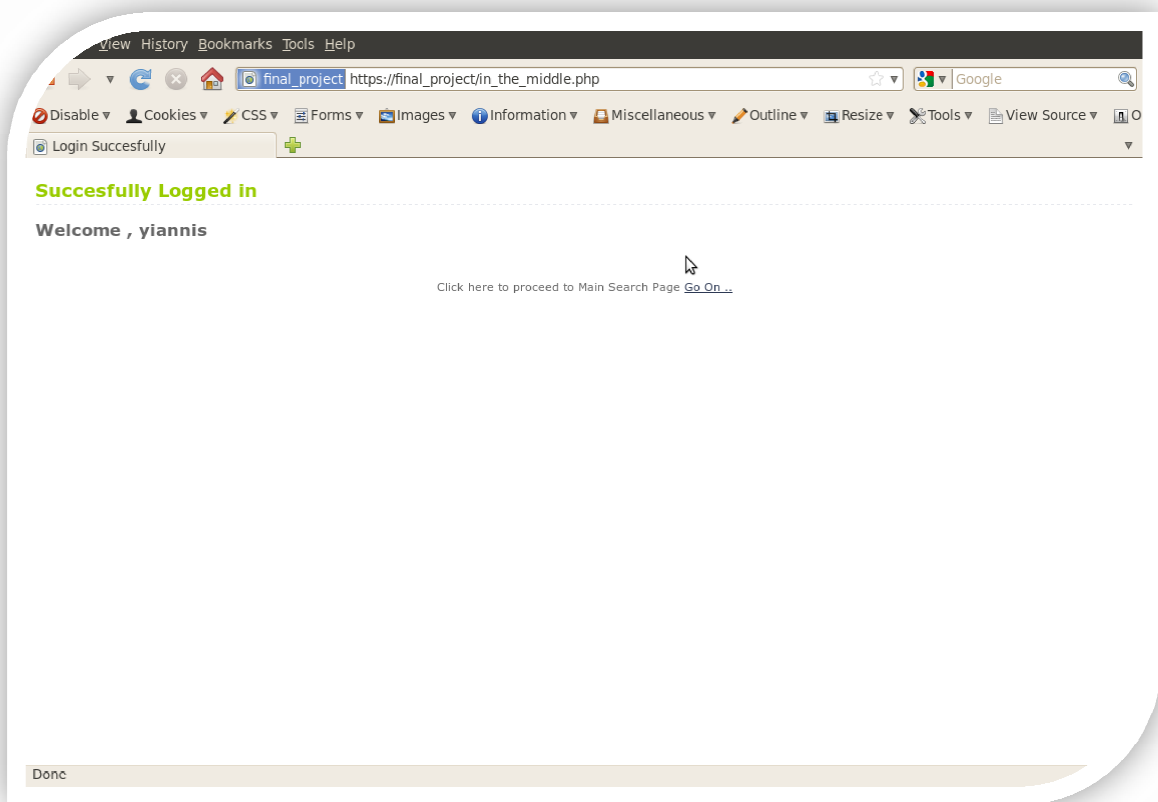 View History Bookmarks Tools Help
final_project https://final_project/in_the_middle.php Google
Disable Cookies CSS Forms Images Information Miscellaneous Outline Resize Tools View Source O
Login Succesfully
Succesfully Logged in
Welcome , yiannis
Click here to proceed to Main Search Page Go On ..
Done